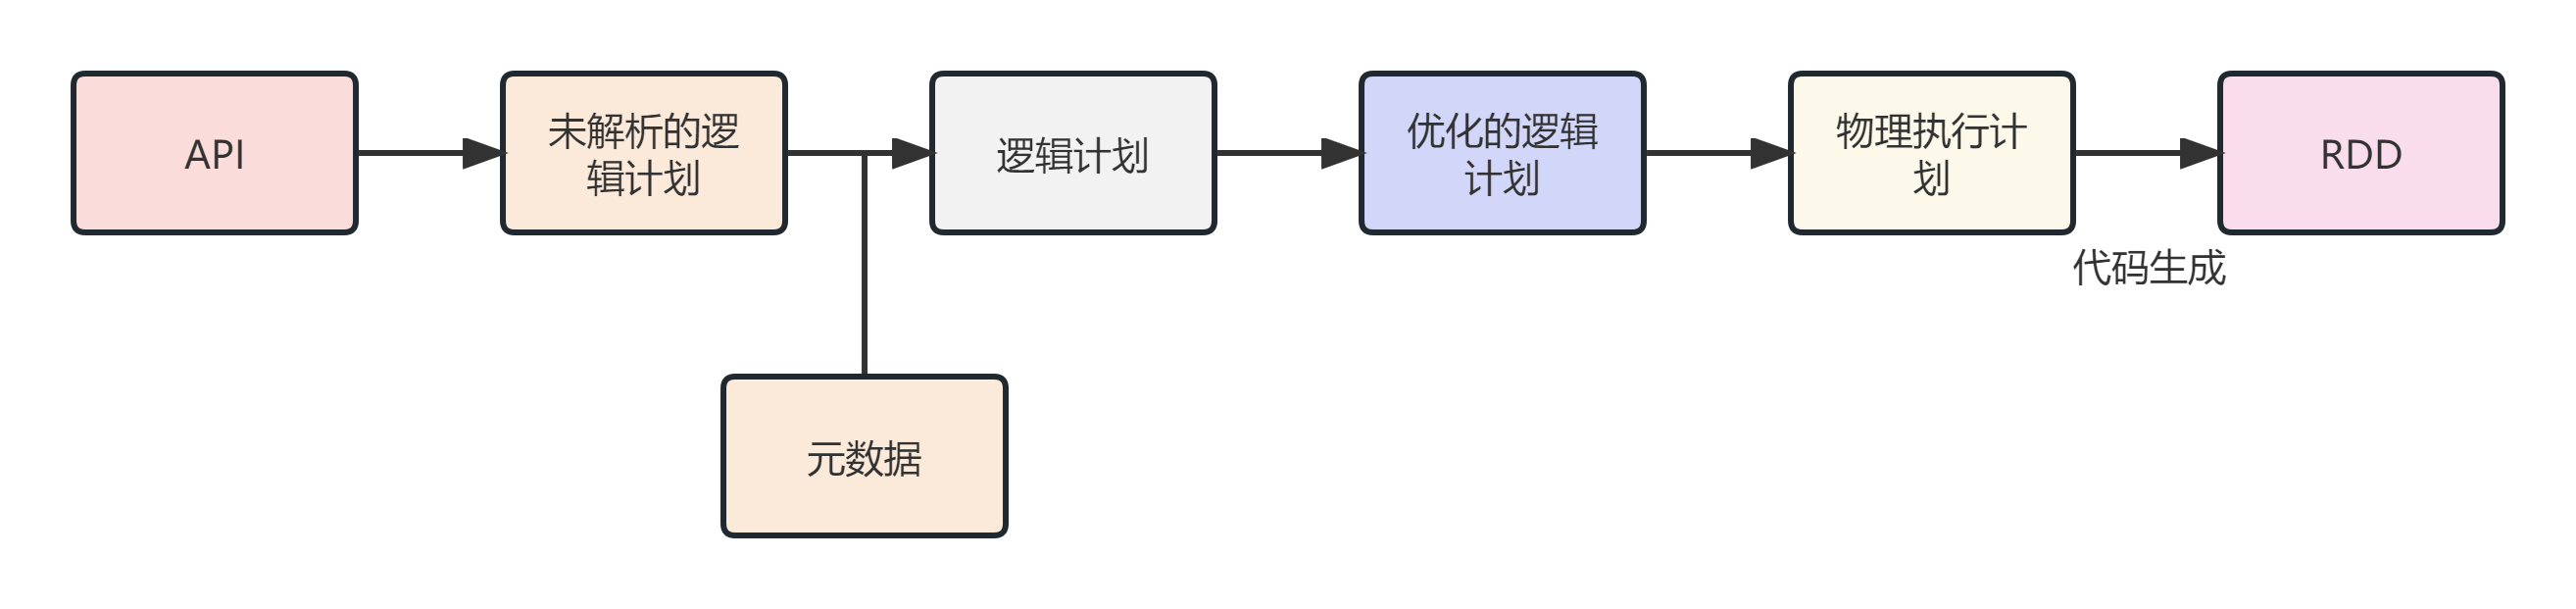 API
未解析的逻
辑计划
逻辑计划
优化的逻辑
计划
物理执行计
划
RDD
代码生成
元数据